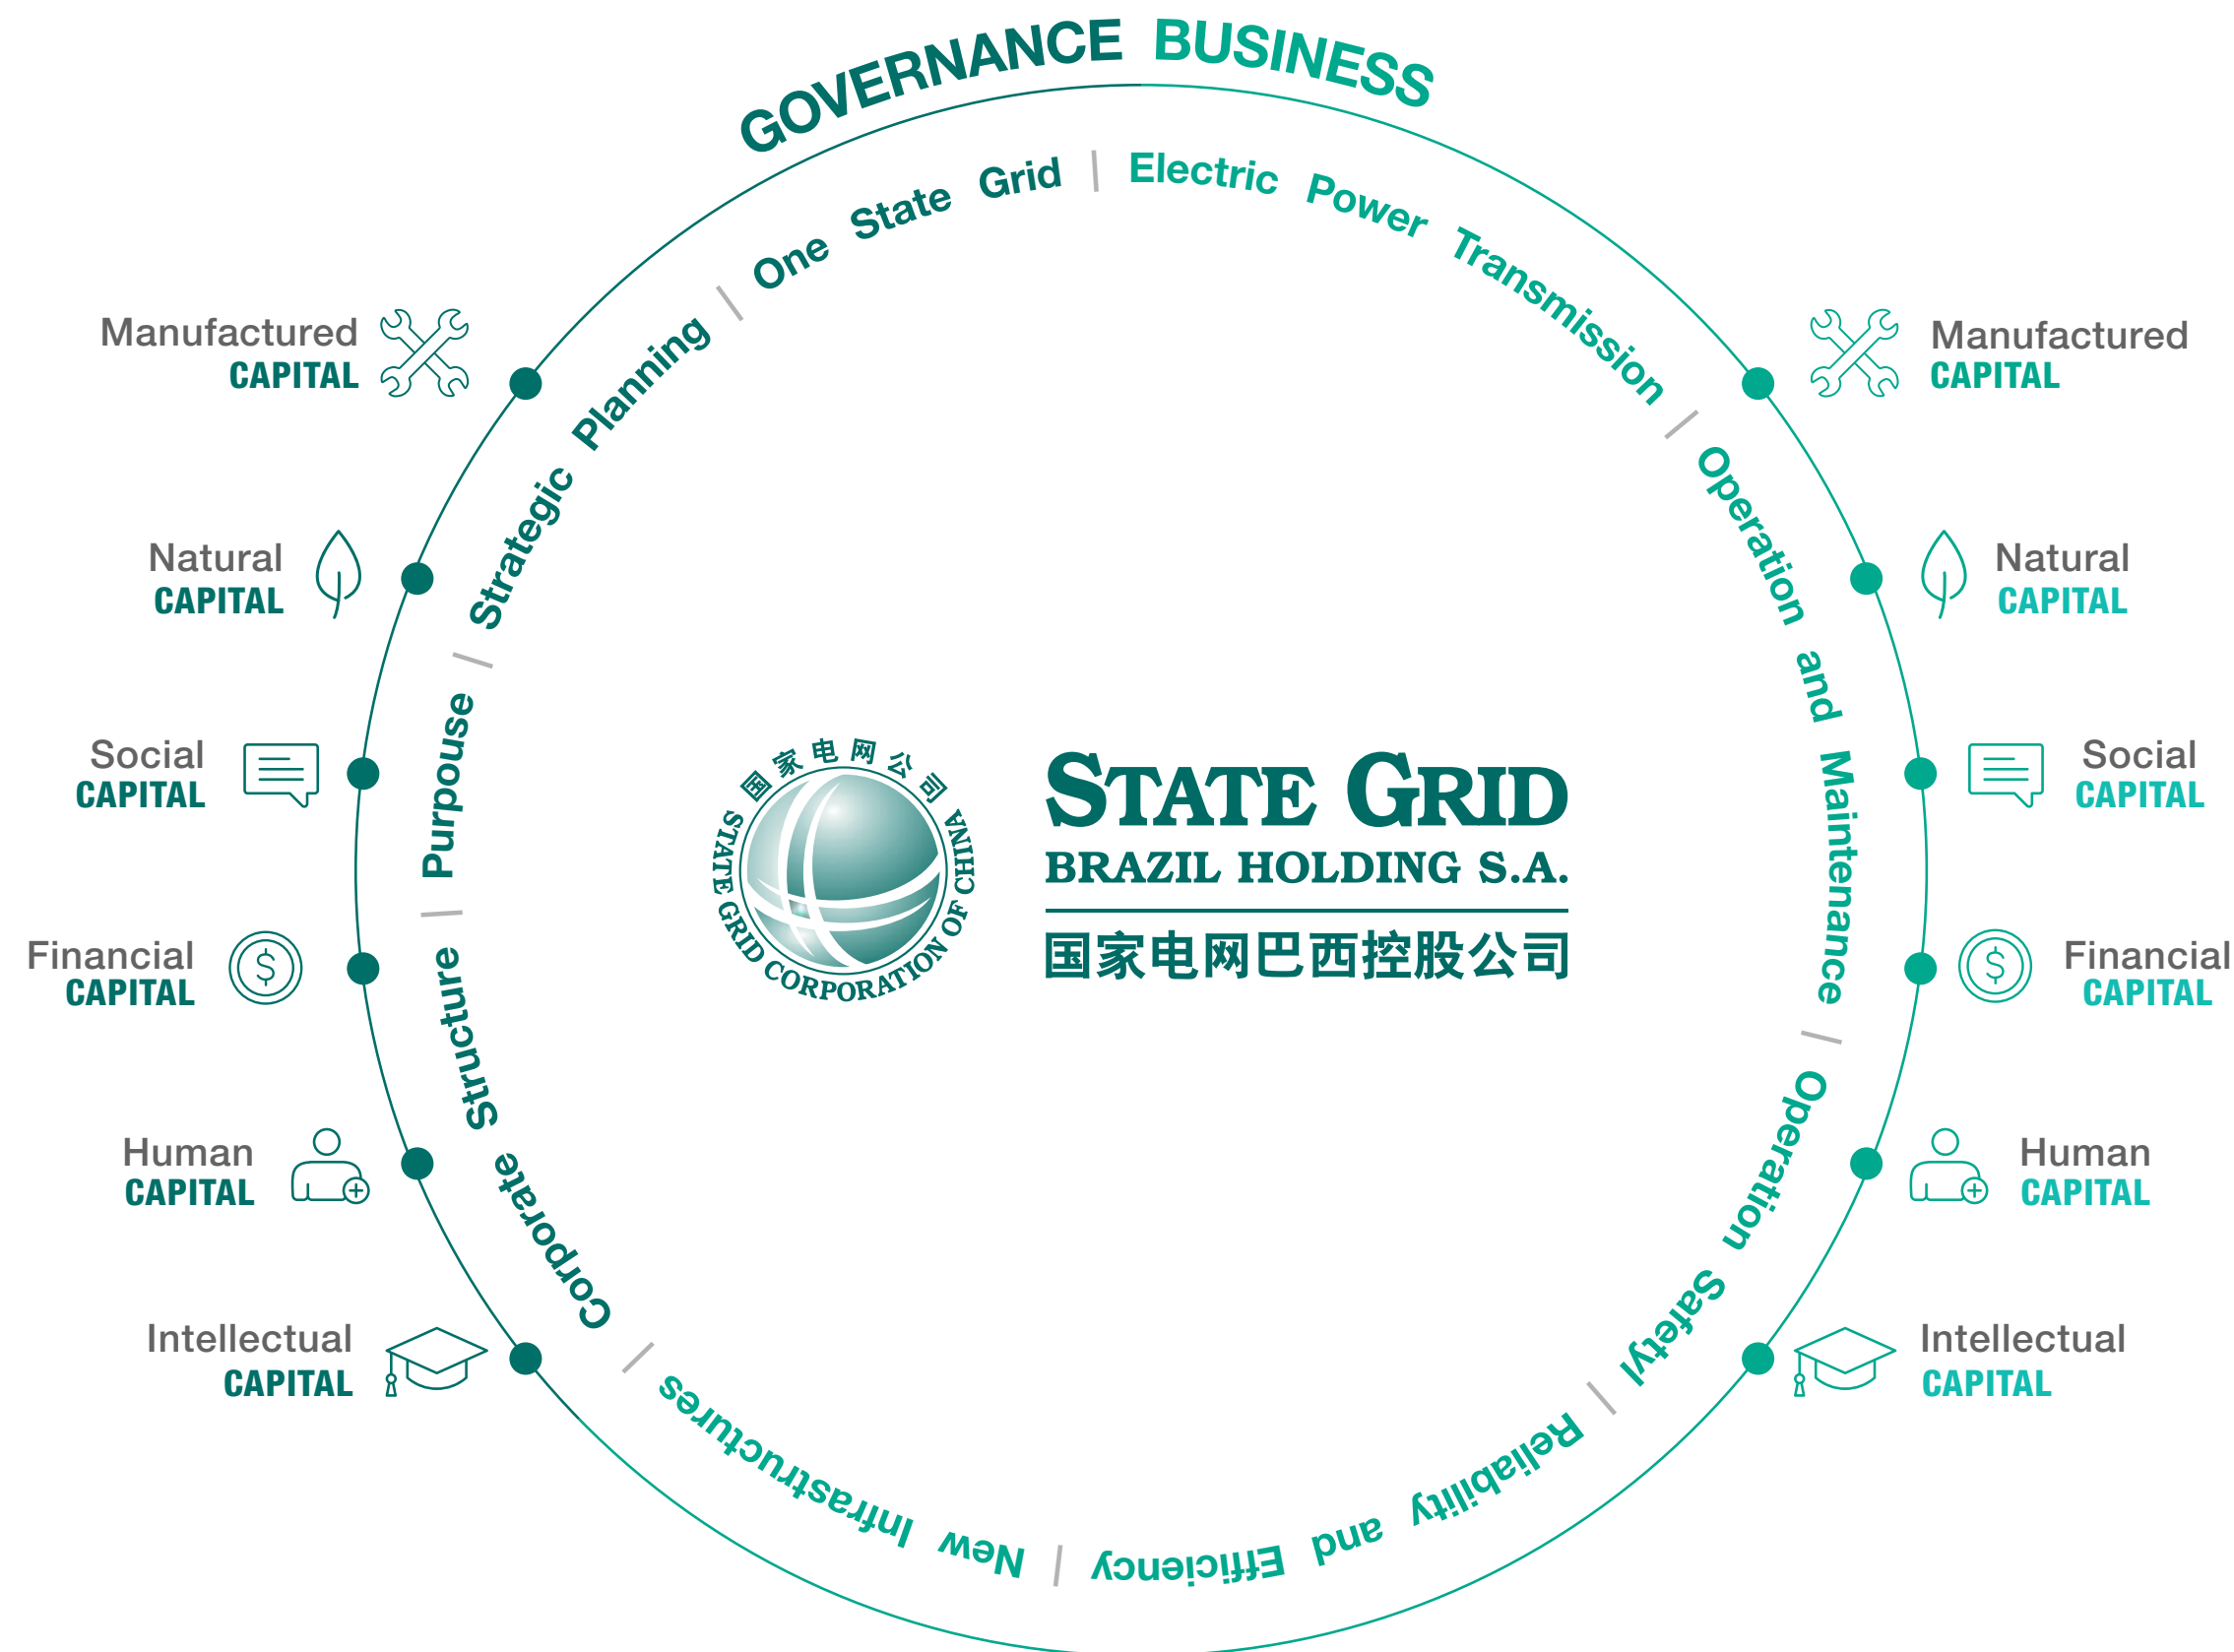 GOVERNANCE BUSINESS
Corporate Structure | Purpouse | Strategic Planning | One State Grid | Electric Power Transmission | Operation and Maintenance | Operation Safetyl | Reliability and Efficiency | New Infrastructures |
Manufactured
CAPITAL
Natural
CAPITAL
Social
CAPITAL
Financial
CAPITAL
Human
CAPITAL
Intellectual
CAPITAL
国家电网公司
STATE GRID CORPORATION OF CHINA
STATE GRID
BRAZIL HOLDING S.A.
国家电网巴西控股公司
Manufactured
CAPITAL
Natural
CAPITAL
Social
CAPITAL
Financial
CAPITAL
Human
CAPITAL
Intellectual
CAPITAL